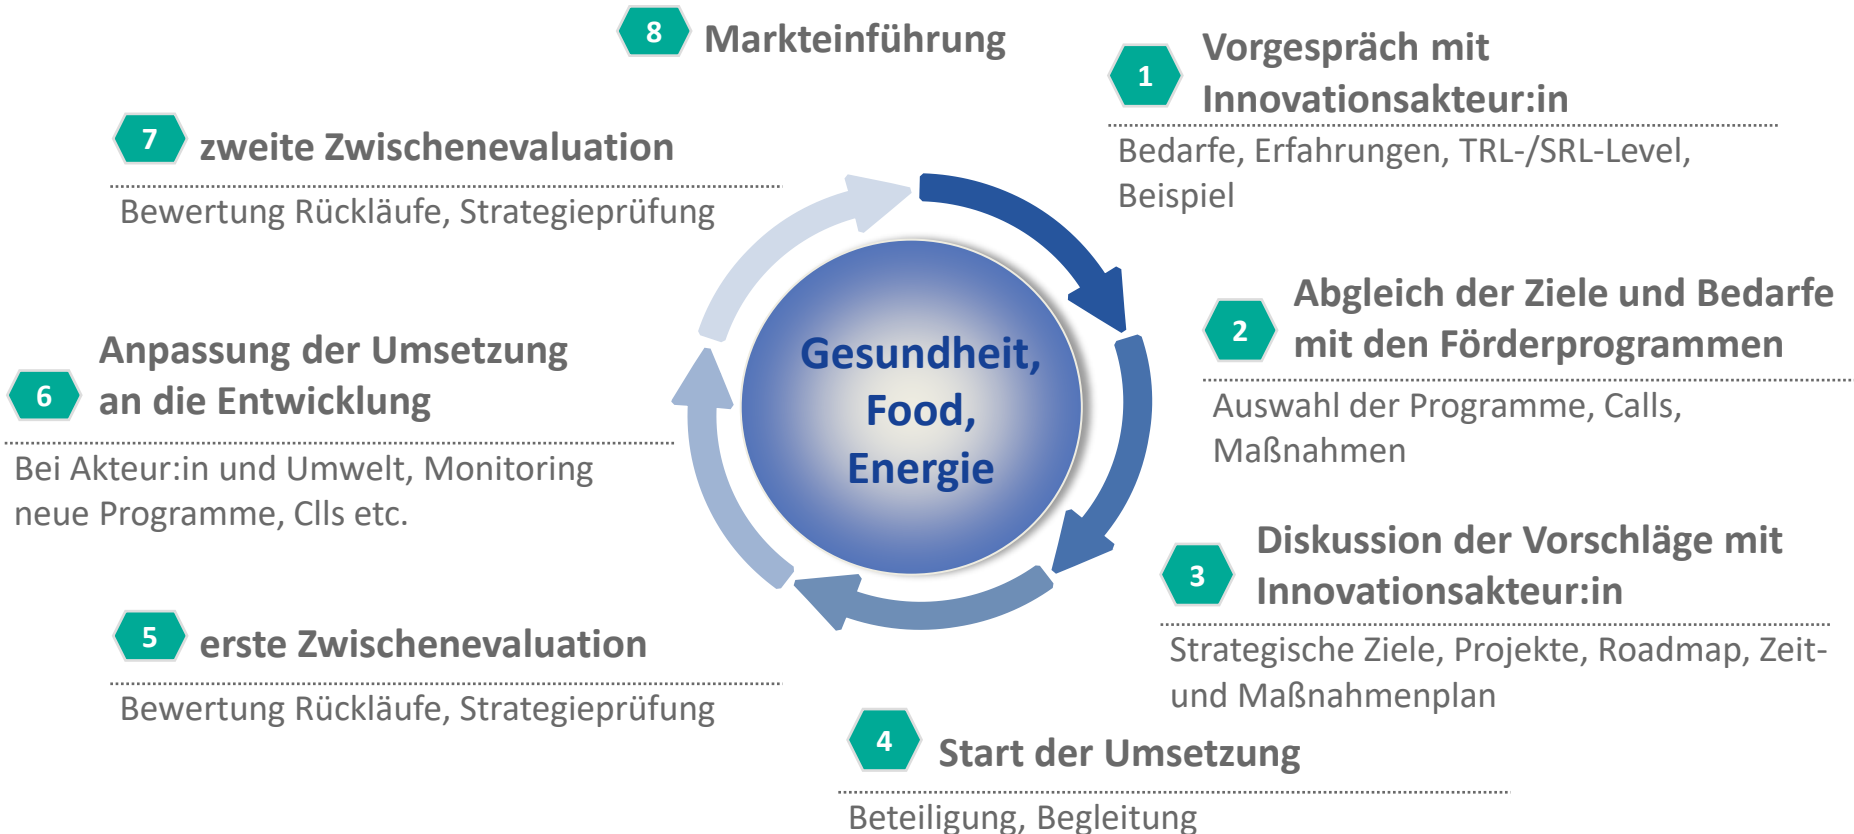 8 Markteinführung
1 Vorgespräch mit
Innovationsakteur:in
Bedarfe, Erfahrungen, TRL-/SRL-Level,
Beispiel
2 Abgleich der Ziele und Bedarfe
mit den Förderprogrammen
Auswahl der Programme, Calls,
Maßnahmen
3 Diskussion der Vorschläge mit
Innovationsakteur:in
Strategische Ziele, Projekte, Roadmap, Zeit-
und Maßnahmenplan
4 Start der Umsetzung
Beteiligung, Begleitung
5 erste Zwischenevaluation
Bewertung Rückläufe, Strategieprüfung
6 Anpassung der Umsetzung
an die Entwicklung
Bei Akteur:in und Umwelt, Monitoring
neue Programme, Clls etc.
7 zweite Zwischenevaluation
Bewertung Rückläufe, Strategieprüfung
Gesundheit,
Food,
Energie